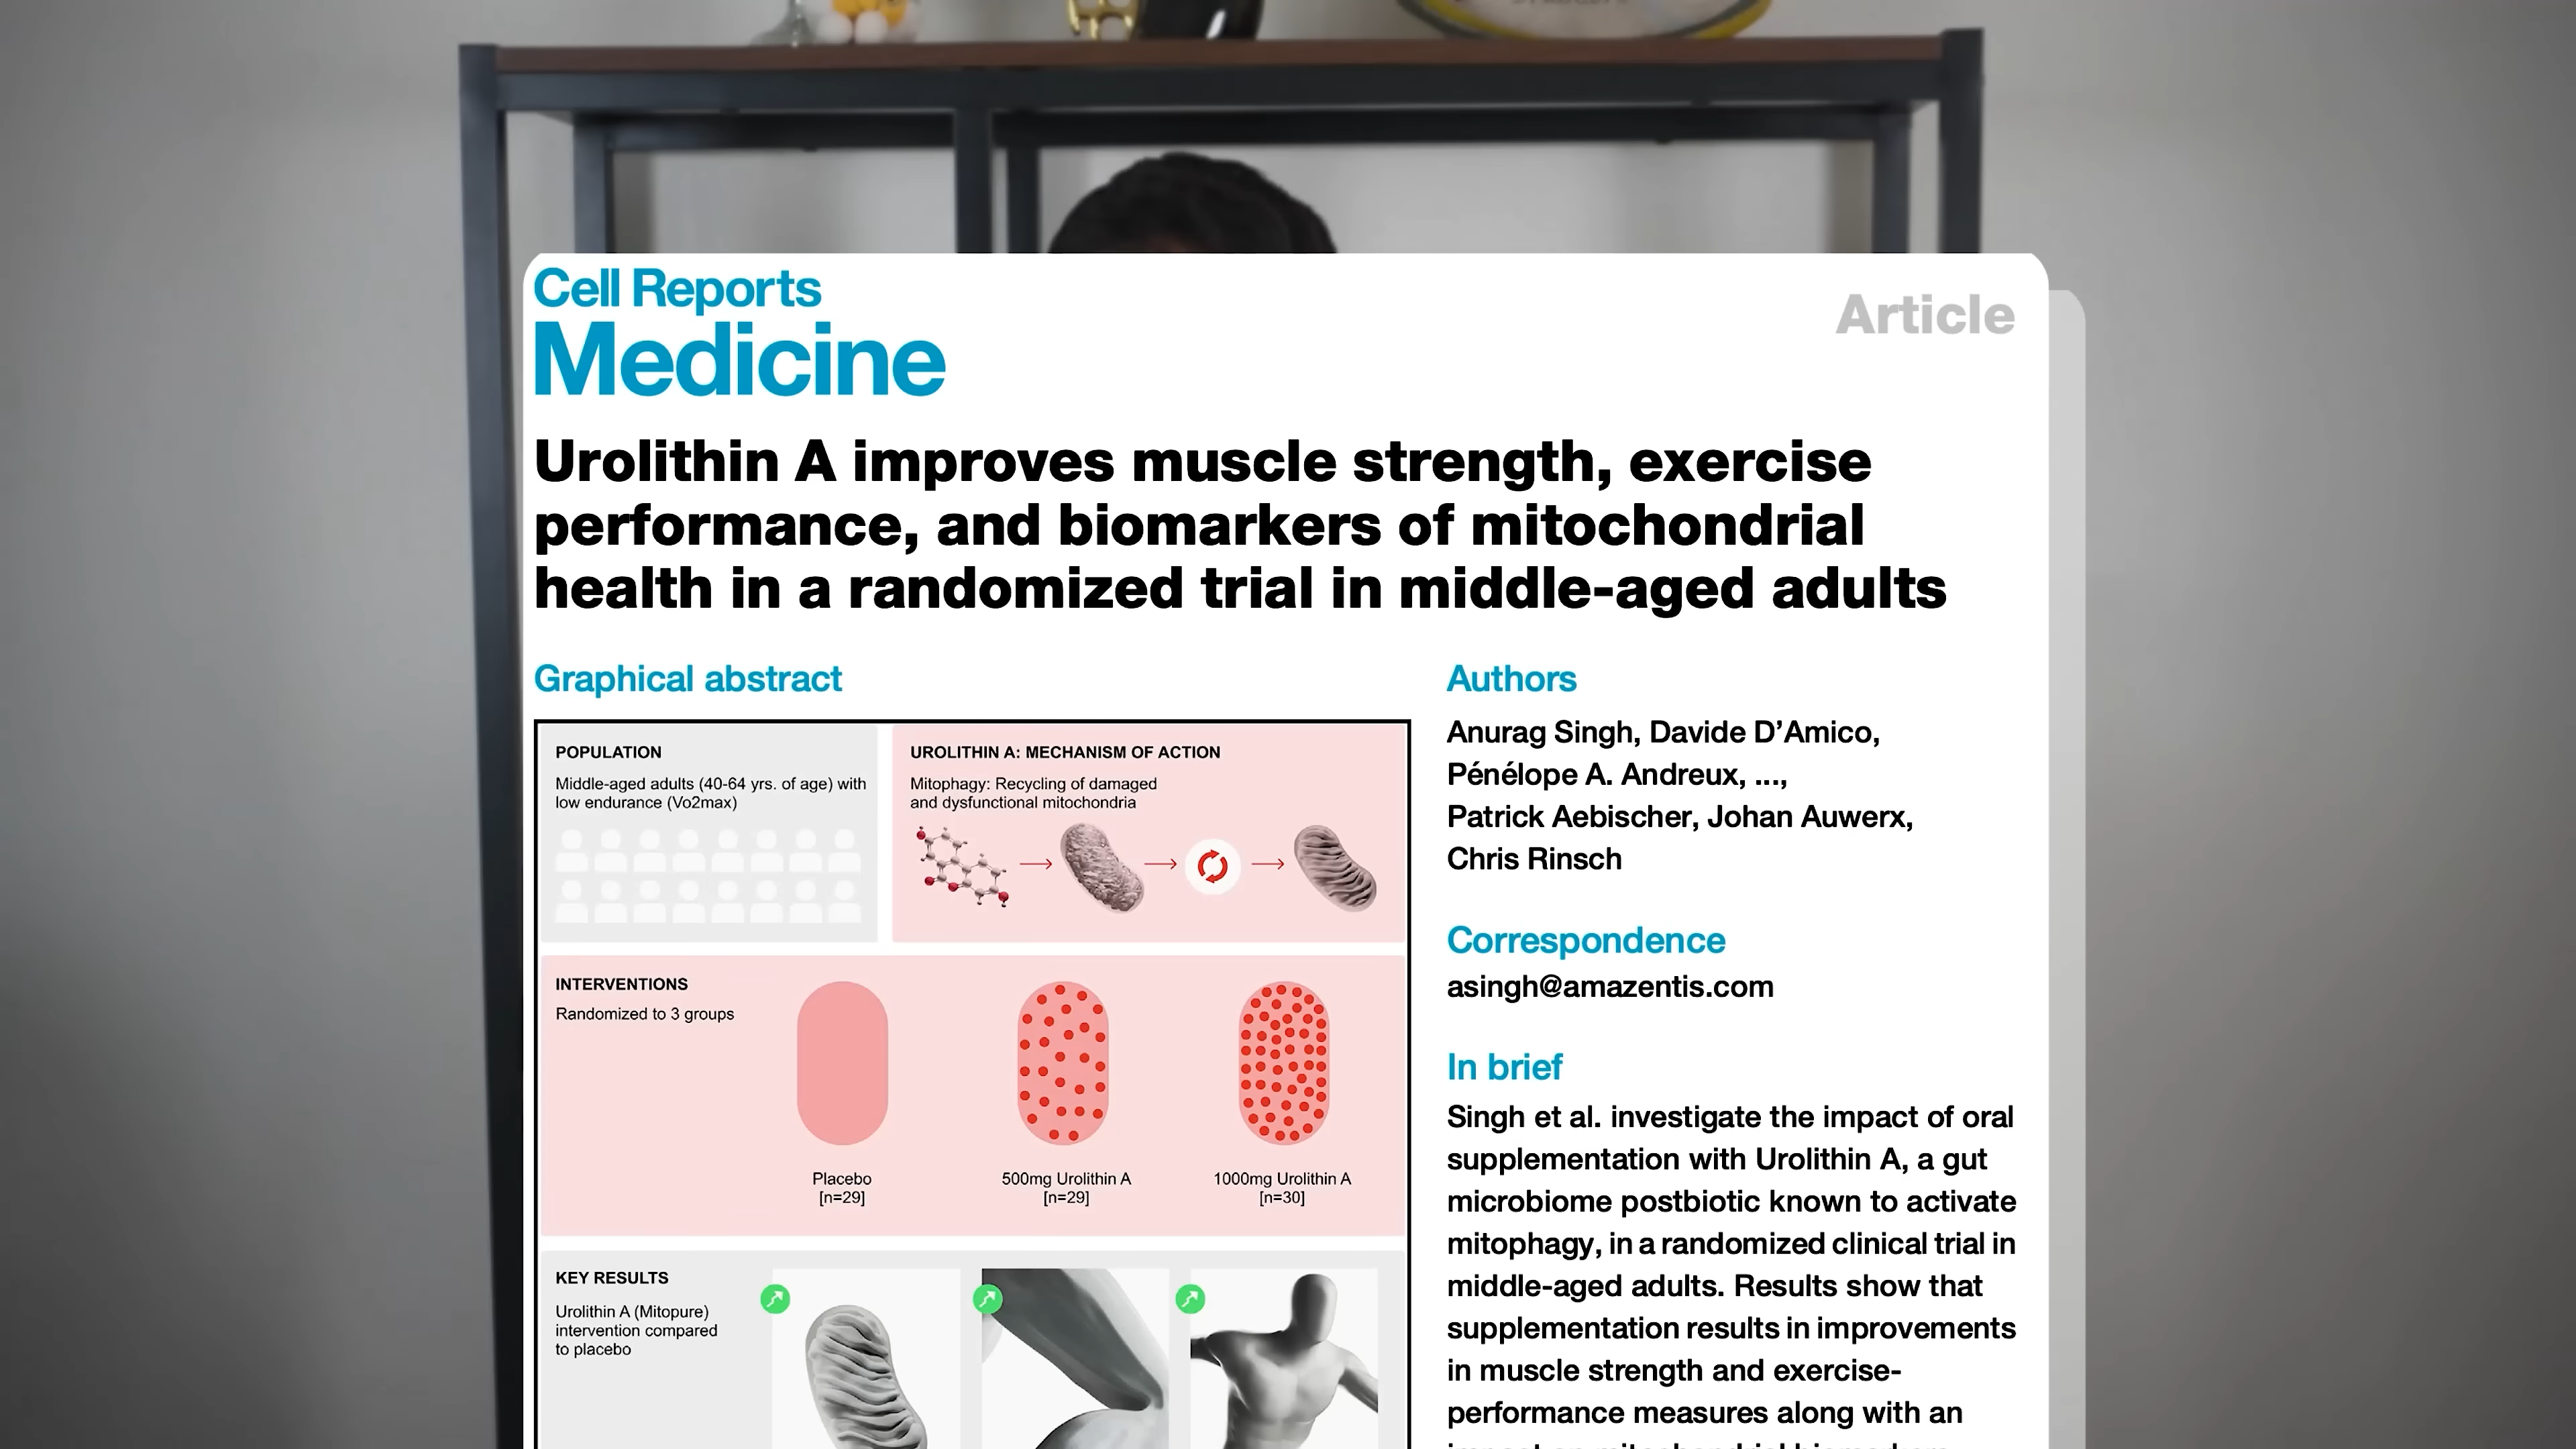 Cell Reports
Medicine
Article
Urolithin A improves muscle strength, exercise
performance, and biomarkers of mitochondrial
health in a randomized trial in middle-aged adults
Graphical abstract
POPULATION
Middle-aged adults (40-64 yrs. of age) with
low endurance (Vo2max)
UROLITHIN A: MECHANISM OF ACTION
Mitophagy: Recycling of damaged
and dysfunctional mitochondria
INTERVENTIONS
Randomized to 3 groups
Placebo
[n=29]
500mg Urolithin A
[n=29]
1000mg Urolithin A
[n=30]
KEY RESULTS
Urolithin A (Mitopure)
intervention compared
to placebo
Authors
Anurag Singh, Davide D’Amico,
Pénélope A. Andreux, ...,
Patrick Aebischer, Johan Auwerx,
Chris Rinsch
Correspondence
asingh@amazentis.com
In brief
Singh et al. investigate the impact of oral
supplementation with Urolithin A, a gut
microbiome postbiotic known to activate
mitophagy, in a randomized clinical trial in
middle-aged adults. Results show that
supplementation results in improvements
in muscle strength and exercise-
performance measures along with an